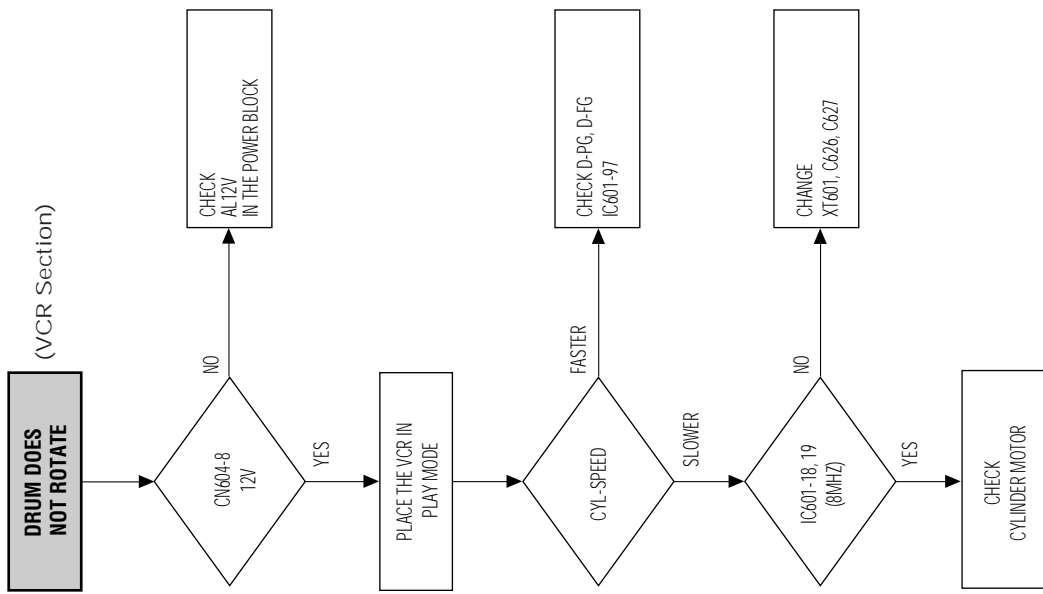 (VCR Section)
DRUM DOES
NOT ROTATE
CN604-8
12V
NO
CHECK
AL12V
IN THE POWER BLOCK
YES
PLACE THE VCR IN
PLAY MODE
CYL-SPEED
FASTER
CHECK D-PG, D-FG
IC601-97
SLOWER
IC601-18, 19
(8MHZ)
NO
CHANGE
XT601, C626, C627
YES
CHECK
CYLINDER MOTOR